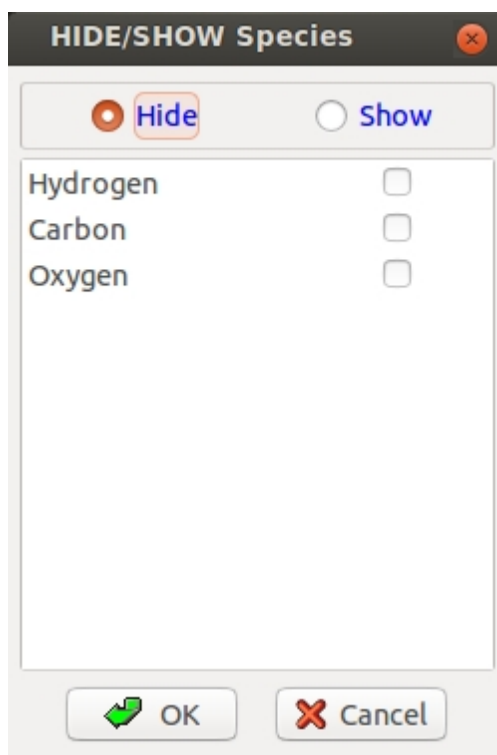 HIDE/SHOW Species
Hide Show
Hydrogen
Carbon
Oxygen
OK Cancel